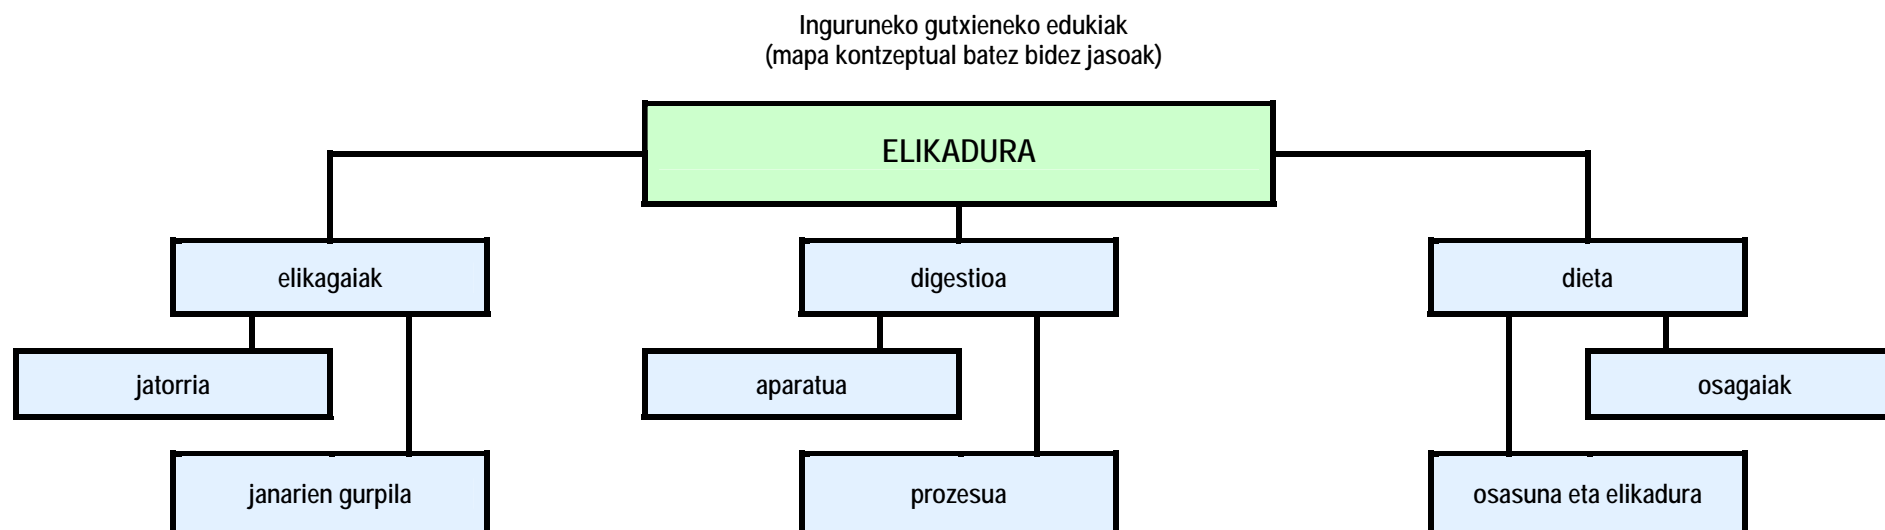 Inguruneko gutxieneko edukiak
(mapa kontzeptual batez bidez jasoak)
ELIKADURA
elikagaiak
digestioa
dieta
jatorria
aparatua
osagaiak
janarien gurpila
prozesua
osasuna eta elikadura